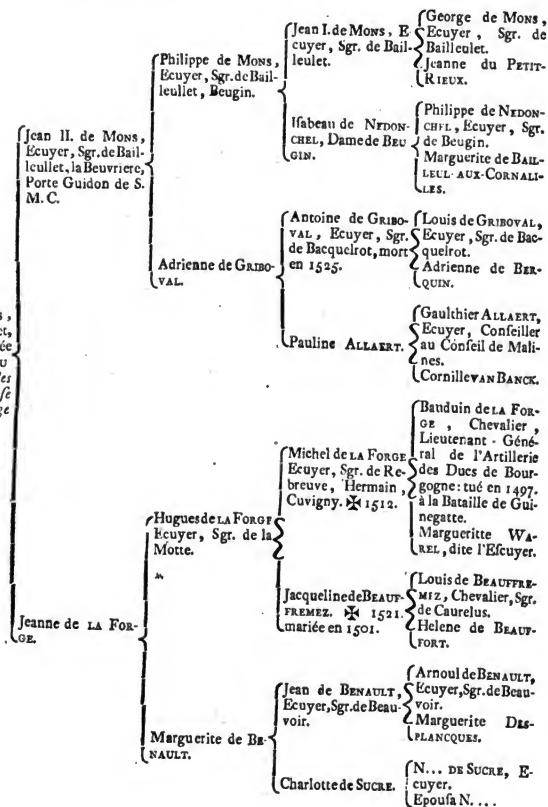 George de MONS,
Ecuyer, Sgr. de
Bailleulet.
Jeanne du PETIT-
RIEUX.
Jean I. de MONS, E
cuyer, Sgr. de Bail-
leulet.
Philippe de MONS,
Ecuyer, Sgr. de Bail-
leullet, Beugin.
Isabeau de NEDON-
CHEL, Dame de BEU
GIN.
Philippe de NEDON-
CHEL, Ecuyer, Sgr.
de Beugin.
Marguerite de BAIL-
LEUL-AUX-CORNAIL-
LES.
Jean II. de MONS,
Ecuyer, Sgr. de Bail-
leullet, la Beuvriere,
Porte Guidon de S.
M. C.
Antoine de GRIBO-
VAL, Ecuyer, Sgr.
de Bacquelrot, mort
en 1525.
Louis de GRIBOVAL,
Ecuyer, Sgr. de Bac-
quelrot.
Adrienne de BER-
QUIN.
Adrienne de GRIBO-
VAL.
Pauline ALLAERT.
Gaulthier ALLAERT,
Ecuyer, Conseiller
au Conseil de Mali-
nes.
Cornille VAN BANCK.
Bauduin de LA FOR-
GE, Chevalier,
Lieutenant-Géné-
ral de l'Artillerie
des Ducs de Bour-
gogne: tué en 1497.
à la Bataille de Gui-
negatte.
Margueritte WA-
REL, dite l'Escuyer.
Michel de LA FORGE
Ecuyer, Sgr. de Re-
breuve, Hermain,
Cuvigny. ✠ 1512.
Hugues de LA FORGE
Ecuyer, Sgr. de la
Motte.
Jacqueline de BEAUF-
FREMEZ. ✠ 1521.
mariée en 1501.
Louis de BEAUFFRE-
MIZ, Chevalier, Sgr.
de Caurelus.
Helene de BEAUF-
FORT.
Jeanne de LA FOR-
GE.
Jean de BENAULT,
Ecuyer, Sgr. de Beau-
voir.
Arnoul de BENAULT,
Ecuyer, Sgr. de Beau-
voir.
Marguerite DES-
PLANCQUES.
Marguerite de BE-
NAULT.
Charlotte de SUCRE.
N... DE SUCRE, E-
cuyer.
Epousa N....